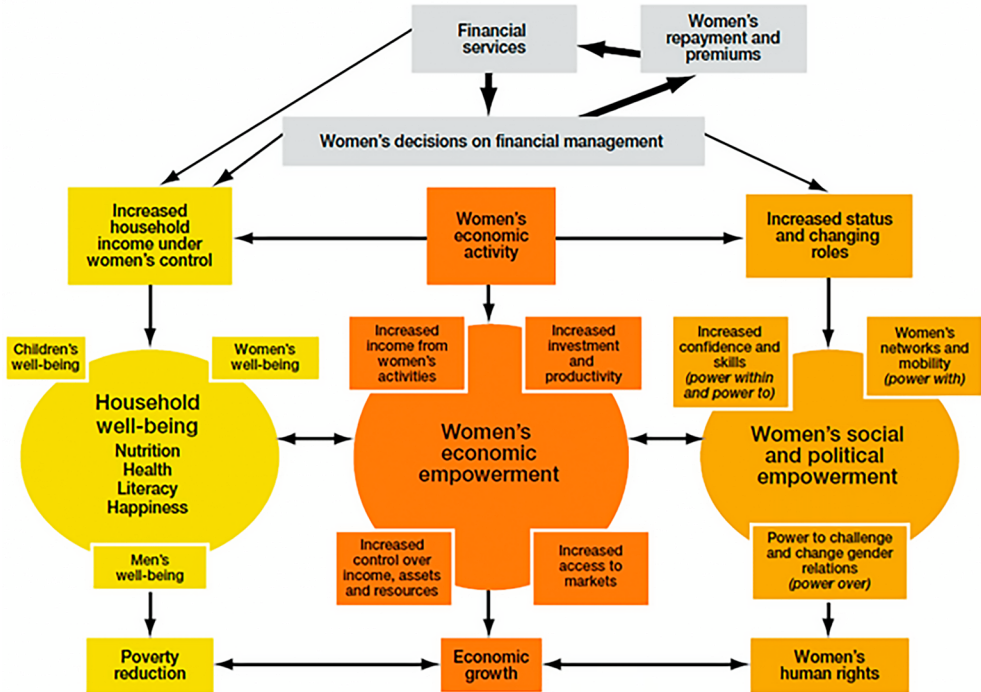 Financial
services
Women's
repayment and
premiums
Women's decisions on financial management
Increased
household
income under
women's control
Women's
economic
activity
Increased status
and changing
roles
Children's
well-being
Women's
well-being
Household
well-being
Nutrition
Health
Literacy
Happiness
Men's
well-being
Increased
income from
women's
activities
Increased
investment
and
productivity
Women's
economic
empowerment
Increased
control over
income, assets
and resources
Increased
access to
markets
Increased
confidence and
skills
(power within
and power to)
Women's
networks and
mobility
(power with)
Women's social
and political
empowerment
Power to challenge
and change gender
relations
(power over)
Poverty
reduction
Economic
growth
Women's
human rights